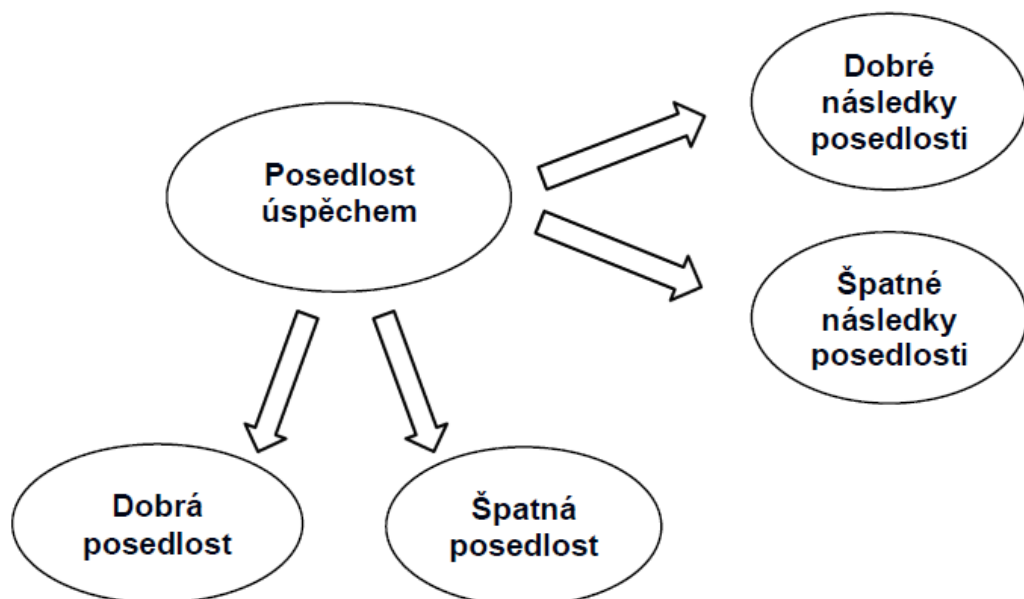 Dobré
následky
posedlosti
Posedlost
úspěchem
Špatné
následky
posedlosti
Dobrá
posedlost
Špatná
posedlost